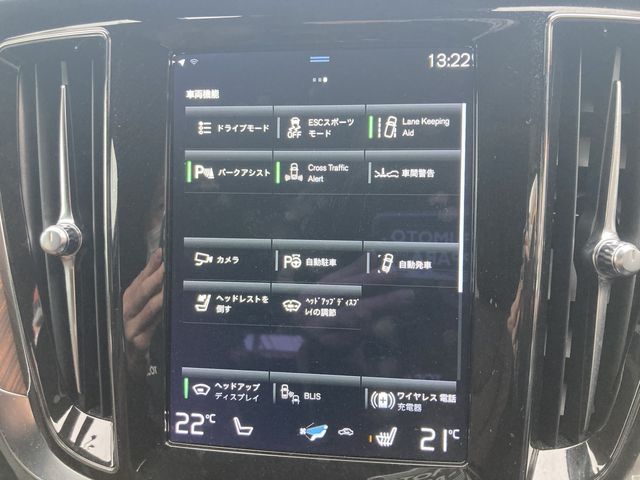 13:22
車両機能
ドライブモード
ESCスポーツ
モード
OFF
Lane Keeping
Aid
パークアシスト
Cross Traffic
Alert
車間警告
カメラ
自動駐車
自動発車
ヘッドレストを
倒す
ﾍｯﾄﾞｱｯﾌﾟﾃﾞｨｽﾌﾟ
ﾚｲの調節
ヘッドアップ
ディスプレイ
BLIS
ワイヤレス 電話
充電器
22°C
21°C